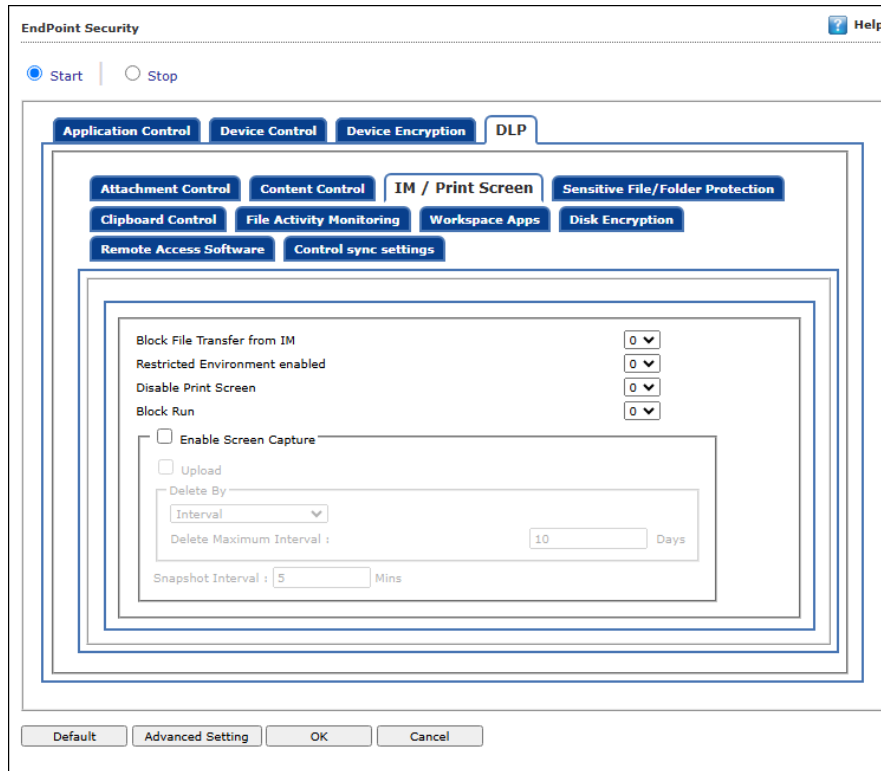 EndPoint Security Help
Start Stop
Application Control Device Control Device Encryption DLP
Attachment Control Content Control IM / Print Screen Sensitive File/Folder Protection
Clipboard Control File Activity Monitoring Workspace Apps Disk Encryption
Remote Access Software Control sync settings
Block File Transfer from IM 0
Restricted Environment enabled 0
Disable Print Screen 0
Block Run 0
Enable Screen Capture
Upload
Delete By
Interval
Delete Maximum Interval : 10 Days
Snapshot Interval : 5 Mins
Default Advanced Setting OK Cancel